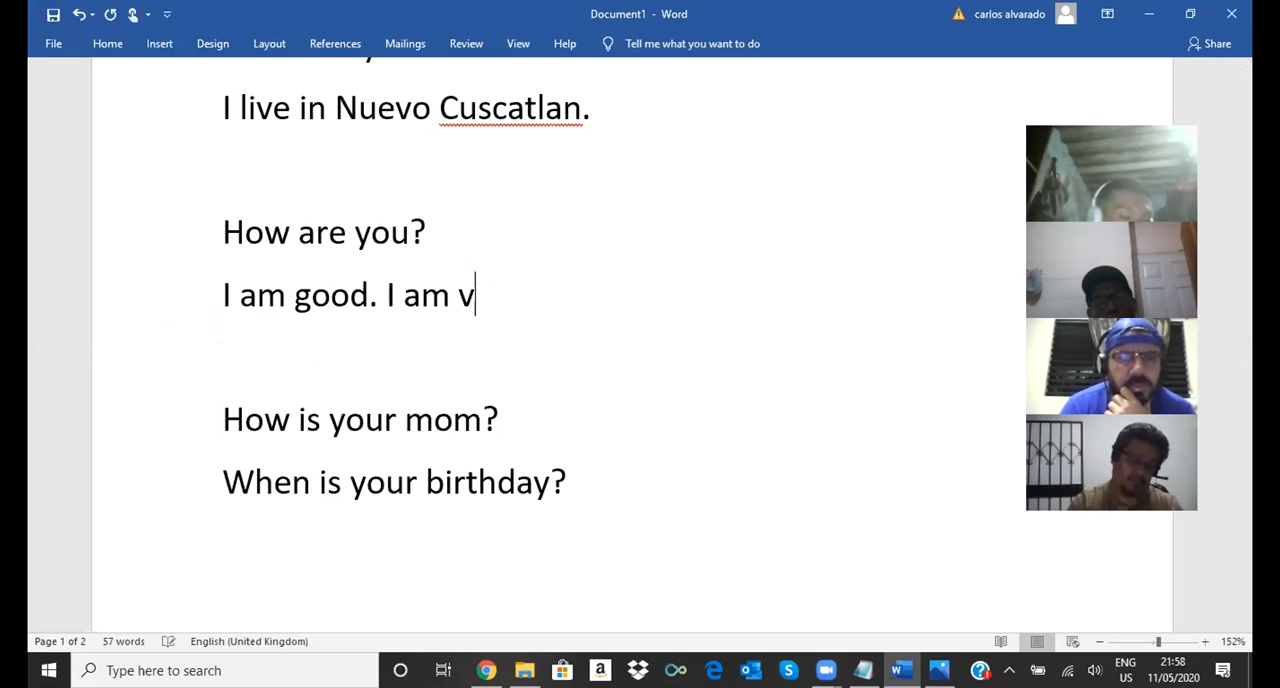 Document1 - Word
carlos alvarado
File Home Insert Design Layout References Mailings Review View Help Tell me what you want to do Share
I live in Nuevo Cuscatlan.
How are you?
I am good. I am v
How is your mom?
When is your birthday?
Page 1 of 2 57 words English (United Kingdom) 152%
Type here to search
ENG 21:58
US 11/05/2020